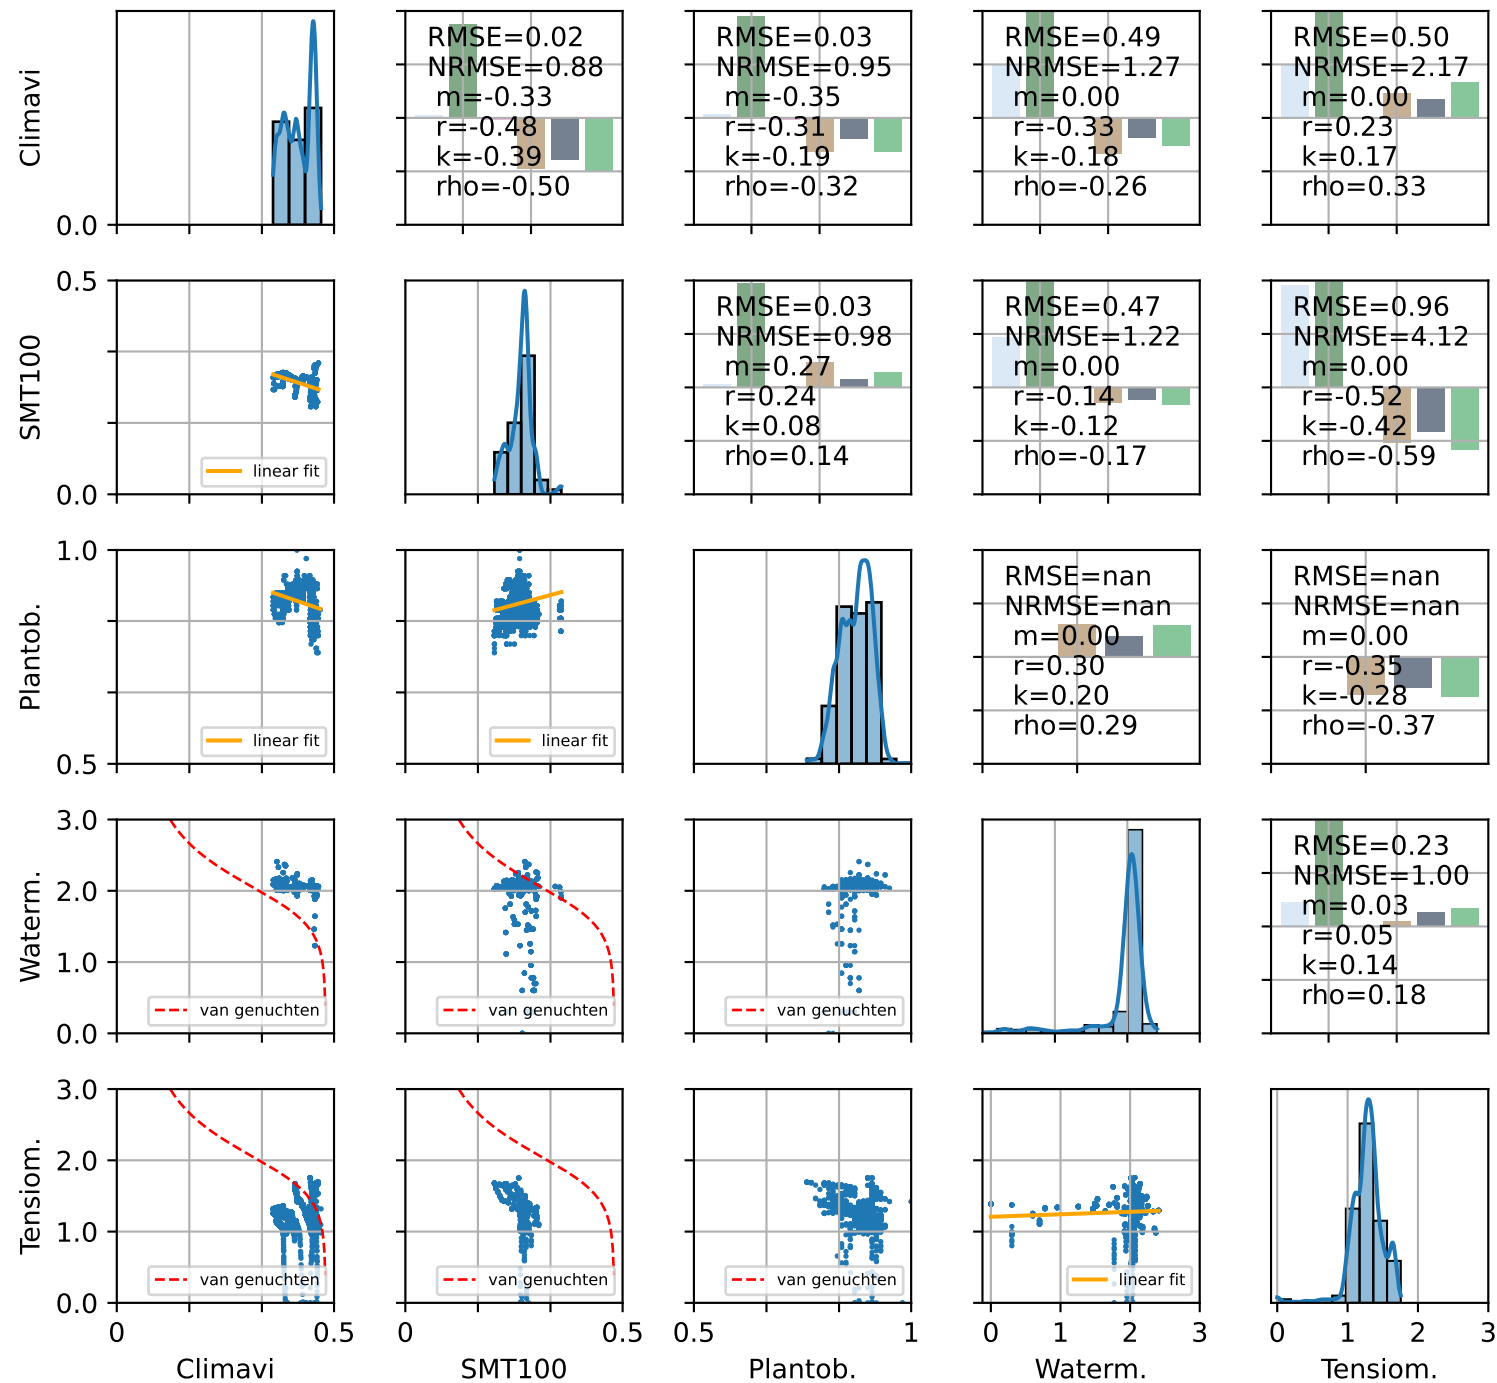 Climavi
0.0
RMSE=0.02
NRMSE=0.88
m=-0.33
r=-0.48
k=-0.39
rho=-0.50
RMSE=0.03
NRMSE=0.95
m=-0.35
r=-0.31
k=-0.19
rho=-0.32
RMSE=0.49
NRMSE=1.27
m=0.00
r=-0.33
k=-0.18
rho=-0.26
RMSE=0.50
NRMSE=2.17
m=0.00
r=0.23
k=0.17
rho=0.33
SMT100
0.5
0.0
linear fit
RMSE=0.03
NRMSE=0.98
m=0.27
r=0.24
k=0.08
rho=0.14
RMSE=0.47
NRMSE=1.22
m=0.00
r=-0.14
k=-0.12
rho=-0.17
RMSE=0.96
NRMSE=4.12
m=0.00
r=-0.52
k=-0.42
rho=-0.59
Plantob.
1.0
0.5
linear fit
linear fit
RMSE=nan
NRMSE=nan
m=0.00
r=0.30
k=0.20
rho=0.29
RMSE=nan
NRMSE=nan
m=0.00
r=-0.35
k=-0.28
rho=-0.37
Waterm.
3.0
2.0
1.0
0.0
van genuchten
van genuchten
van genuchten
RMSE=0.23
NRMSE=1.00
m=0.03
r=0.05
k=0.14
rho=0.18
Tensiom.
3.0
2.0
1.0
0.0
van genuchten
van genuchten
van genuchten
linear fit
0 0.5
0 0.5
0.5 1
0 1 2 3
0 1 2 3
Climavi
SMT100
Plantob.
Waterm.
Tensiom.